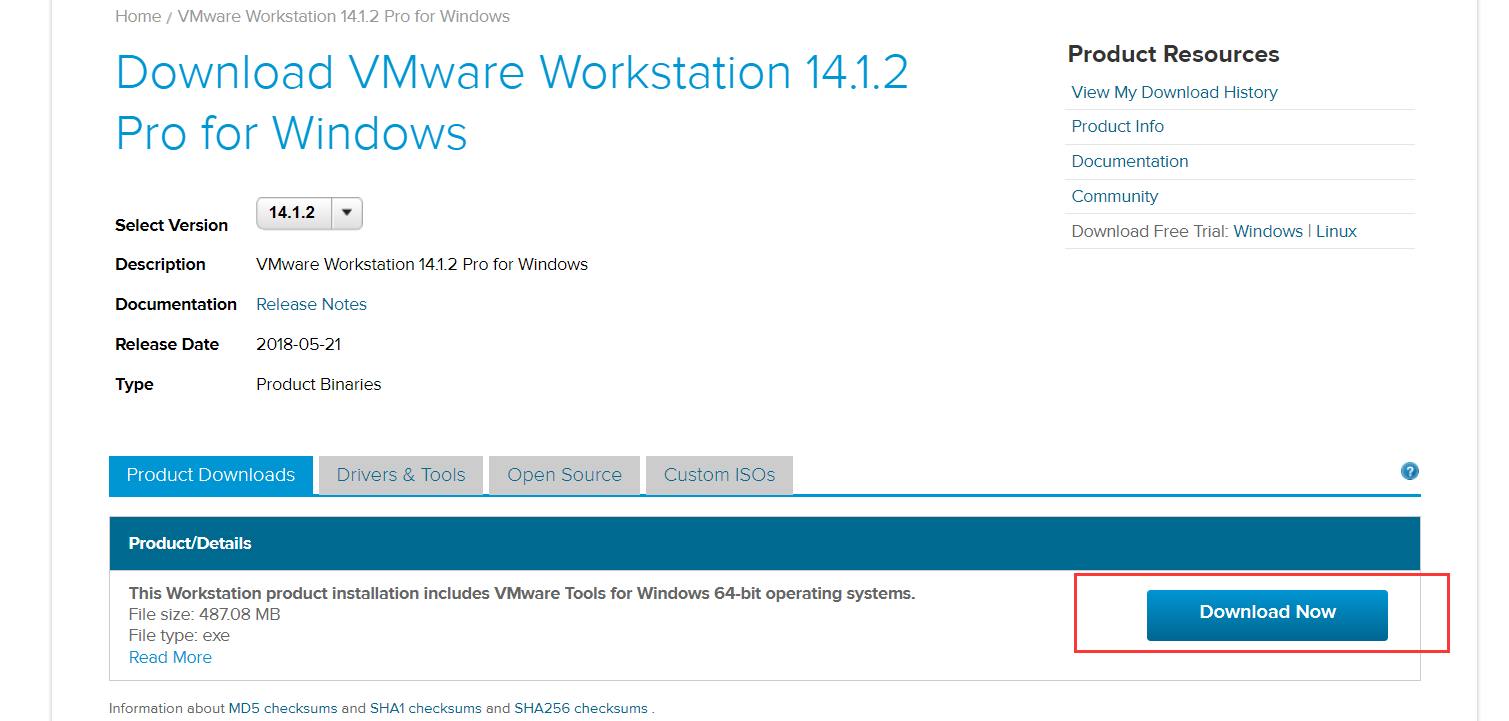 Home / VMware Workstation 14.1.2 Pro for Windows
Download VMware Workstation 14.1.2
Pro for Windows
Select Version 14.1.2
Description VMware Workstation 14.1.2 Pro for Windows
Documentation Release Notes
Release Date 2018-05-21
Type Product Binaries
Product Resources
View My Download History
Product Info
Documentation
Community
Download Free Trial: Windows | Linux
Product Downloads Drivers & Tools Open Source Custom ISOs ?
Product/Details
This Workstation product installation includes VMware Tools for Windows 64-bit operating systems.
File size: 487.08 MB
File type: exe
Read More
Download Now
Information about MD5 checksums and SHA1 checksums and SHA256 checksums .